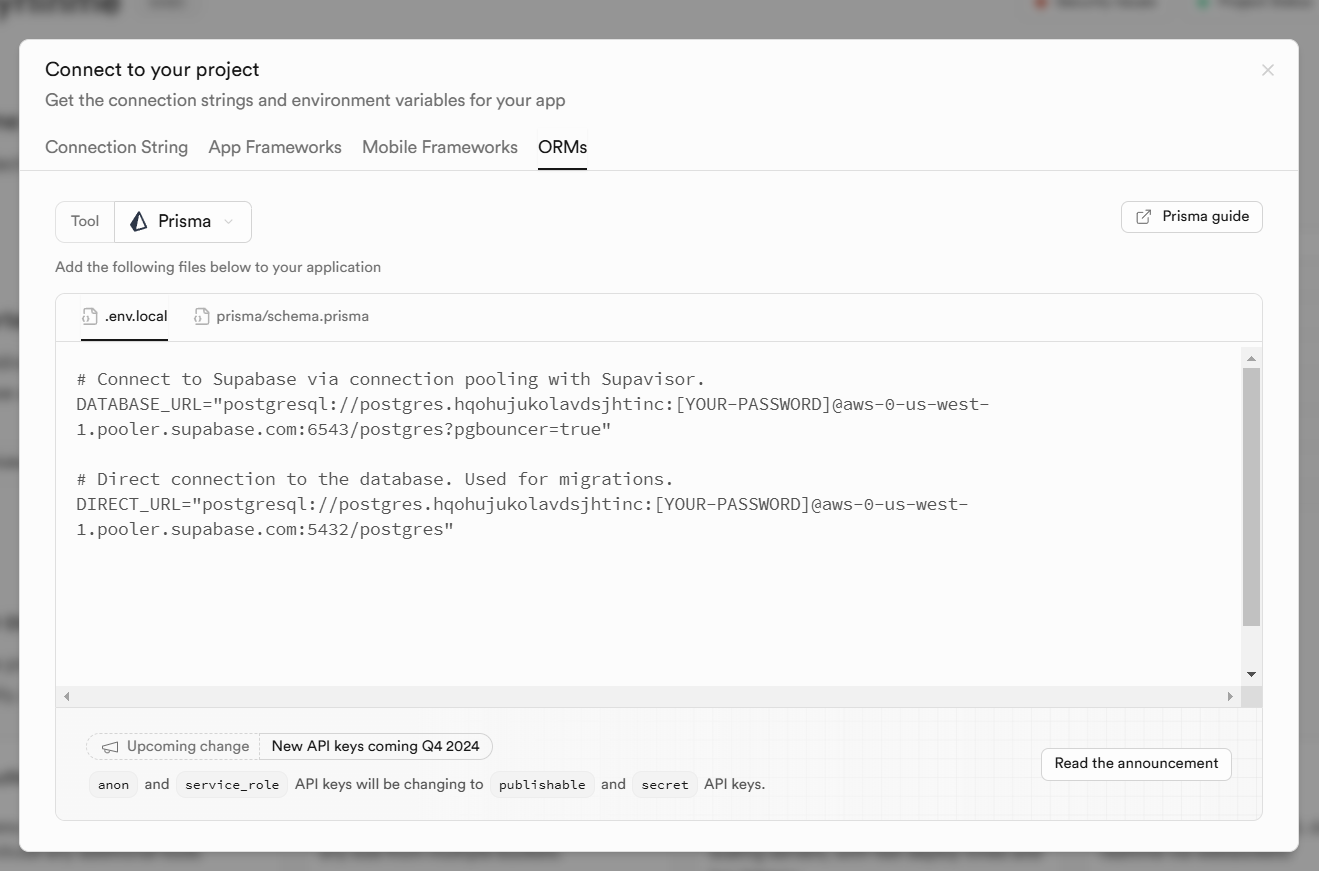 Connect to your project
Get the connection strings and environment variables for your app
Connection String App Frameworks Mobile Frameworks ORMs
Tool Prisma Prisma guide
Add the following files below to your application
.env.local prisma/schema.prisma
# Connect to Supabase via connection pooling with Supavisor.
DATABASE_URL="postgresql://postgres.hqohujukolavdsjhtinc:[YOUR-PASSWORD]@aws-0-us-west-
1.pooler.supabase.com:6543/postgres?pgbouncer=true"
# Direct connection to the database. Used for migrations.
DIRECT_URL="postgresql://postgres.hqohujukolavdsjhtinc:[YOUR-PASSWORD]@aws-0-us-west-
1.pooler.supabase.com:5432/postgres"
Upcoming change New API keys coming Q4 2024
Read the announcement
anon and service_role API keys will be changing to publishable and secret API keys.